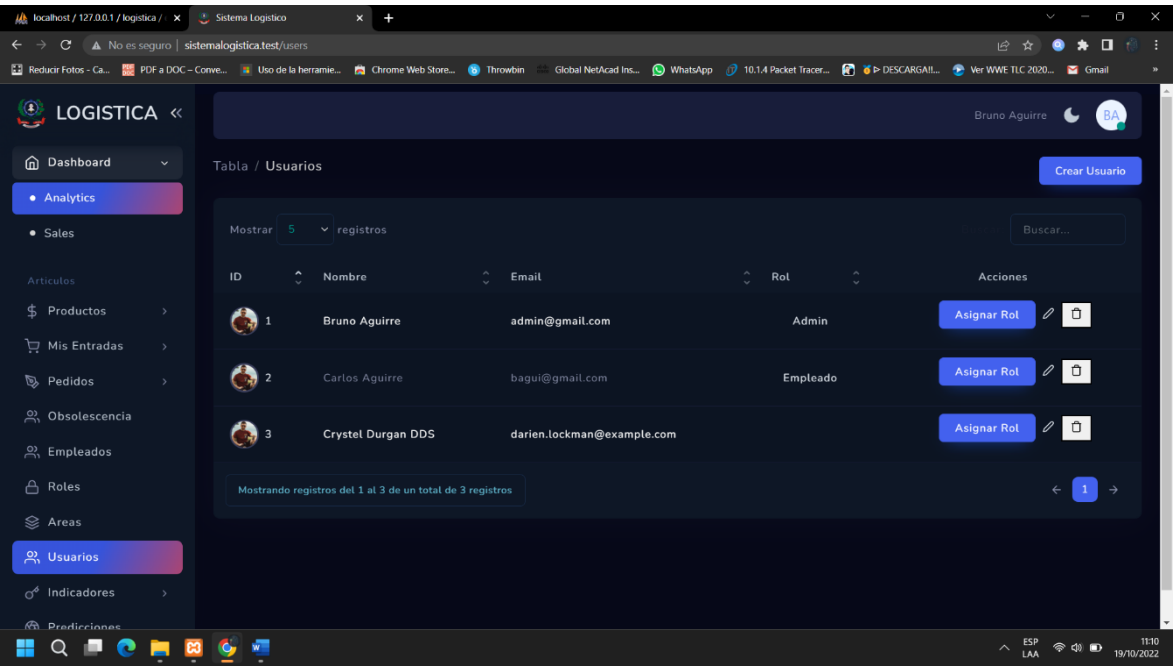 localhost / 127.0.0.1 / logistica /
Sistema Logistico
No es seguro | sistemalogistica.test/users
Reducir Fotos - Ca...
PDF a DOC – Conve...
Uso de la herramie...
Chrome Web Store...
Throwbin
Global NetAcad Ins...
WhatsApp
10.1.4 Packet Tracer...
DESCARGA!!...
Ver WWE TLC 2020...
Gmail
»
LOGISTICA «
Bruno Aguirre
BA
Dashboard
Analytics
Sales
Articulos
Productos
Mis Entradas
Pedidos
Obsolescencia
Empleados
Roles
Areas
Usuarios
Indicadores
Predicciones
Tabla / Usuarios
Crear Usuario
Mostrar 5 registros
Buscar...
ID Nombre Email Rol Acciones
1 Bruno Aguirre admin@gmail.com Admin Asignar Rol
2 Carlos Aguirre bagui@gmail.com Empleado Asignar Rol
3 Crystel Durgan DDS darien.lockman@example.com Asignar Rol
Mostrando registros del 1 al 3 de un total de 3 registros
← 1 →
ESP
LAA
11:10
19/10/2022